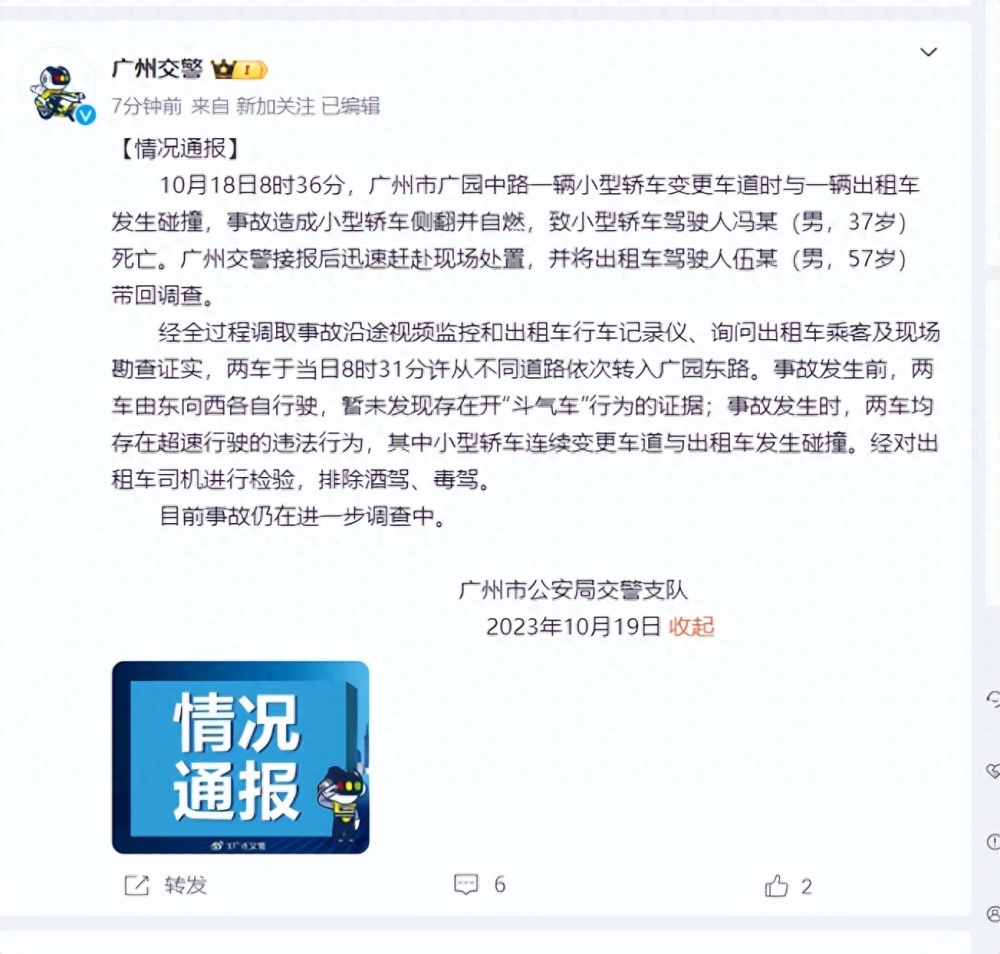 广州交警
7分钟前 来自 新加关注 已编辑
【情况通报】
10月18日8时36分，广州市广园中路一辆小型轿车变更车道时与一辆出租车
发生碰撞，事故造成小型轿车侧翻并自燃，致小型轿车驾驶人冯某（男，37岁）
死亡。广州交警接报后迅速赶赴现场处置，并将出租车驾驶人伍某（男，57岁）
带回调查。
经全过程调取事故沿途视频监控和出租车行车记录仪、询问出租车乘客及现场
勘查证实，两车于当日8时31分许从不同道路依次转入广园东路。事故发生前，两
车由东向西各自行驶，暂未发现存在开“斗气车”行为的证据；事故发生时，两车均
存在超速行驶的违法行为，其中小型轿车连续变更车道与出租车发生碰撞。经对出
租车司机进行检验，排除酒驾、毒驾。
目前事故仍在进一步调查中。
广州市公安局交警支队
2023年10月19日 收起
情况
通报
转发
6
2